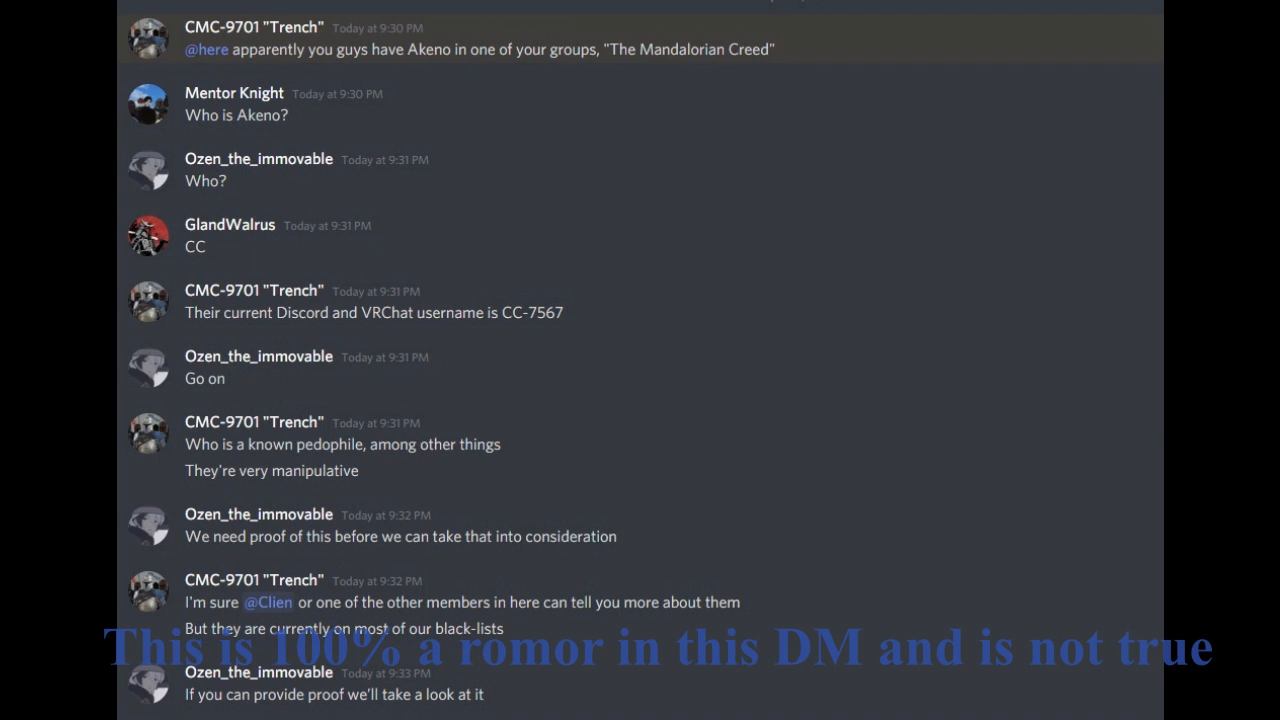 CMC-9701 "Trench" Today at 9:30 PM
@here apparently you guys have Akeno in one of your groups, "The Mandalorian Creed"
Mentor Knight Today at 9:30 PM
Who is Akeno?
Ozen_the_immovable Today at 9:31 PM
Who?
GlandWalrus Today at 9:31 PM
CC
CMC-9701 "Trench" Today at 9:31 PM
Their current Discord and VRChat username is CC-7567
Ozen_the_immovable Today at 9:31 PM
Go on
CMC-9701 "Trench" Today at 9:31 PM
Who is a known pedophile, among other things
They're very manipulative
Ozen_the_immovable Today at 9:32 PM
We need proof of this before we can take that into consideration
CMC-9701 "Trench" Today at 9:32 PM
I'm sure @Clien or one of the other members in here can tell you more about them
But they are currently on most of our black-lists
This is 100% a romor in this DM and is not true
Ozen_the_immovable Today at 9:33 PM
If you can provide proof we'll take a look at it